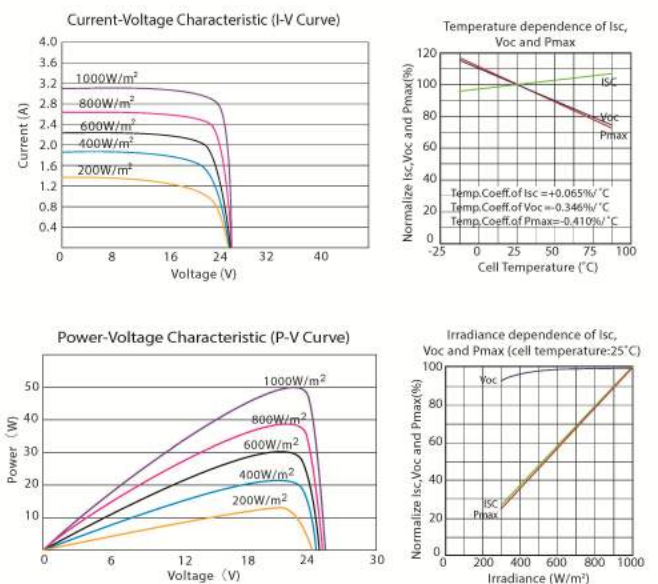 Current-Voltage Characteristic (I-V Curve)
4.0
3.6
3.2
2.8
2.4
2.0
1.6
1.2
0.8
0.4
Current (A)
1000W/m²
800W/m²
600W/m²
400W/m²
200W/m²
0 8 16 24 32 40
Voltage (V)
Temperature dependence of Isc,
Voc and Pmax
120
100
80
60
40
20
0
Normalize Isc,Voc and Pmax(%)
ISC
Voc
Pmax
Temp.Coeff.of Isc =+0.065%/˚C
Temp.Coeff.of Voc=-0.346%/˚C
Temp.Coeff.of Pmax=-0.410%/˚C
-25 0 25 50 75 100
Cell Temperature (˚C)
Power-Voltage Characteristic (P-V Curve)
50
40
30
20
10
Power (W)
1000W/m²
800W/m²
600W/m²
400W/m²
200W/m²
0 6 12 18 24 30
Voltage (V)
Irradiance dependence of Isc,
Voc and Pmax (cell temperature:25˚C)
100
80
60
40
20
0
Normalize Isc,Voc and Pmax(%)
Voc
ISC
Pmax
0 200 400 600 800 1000
Irradiance (W/m²)